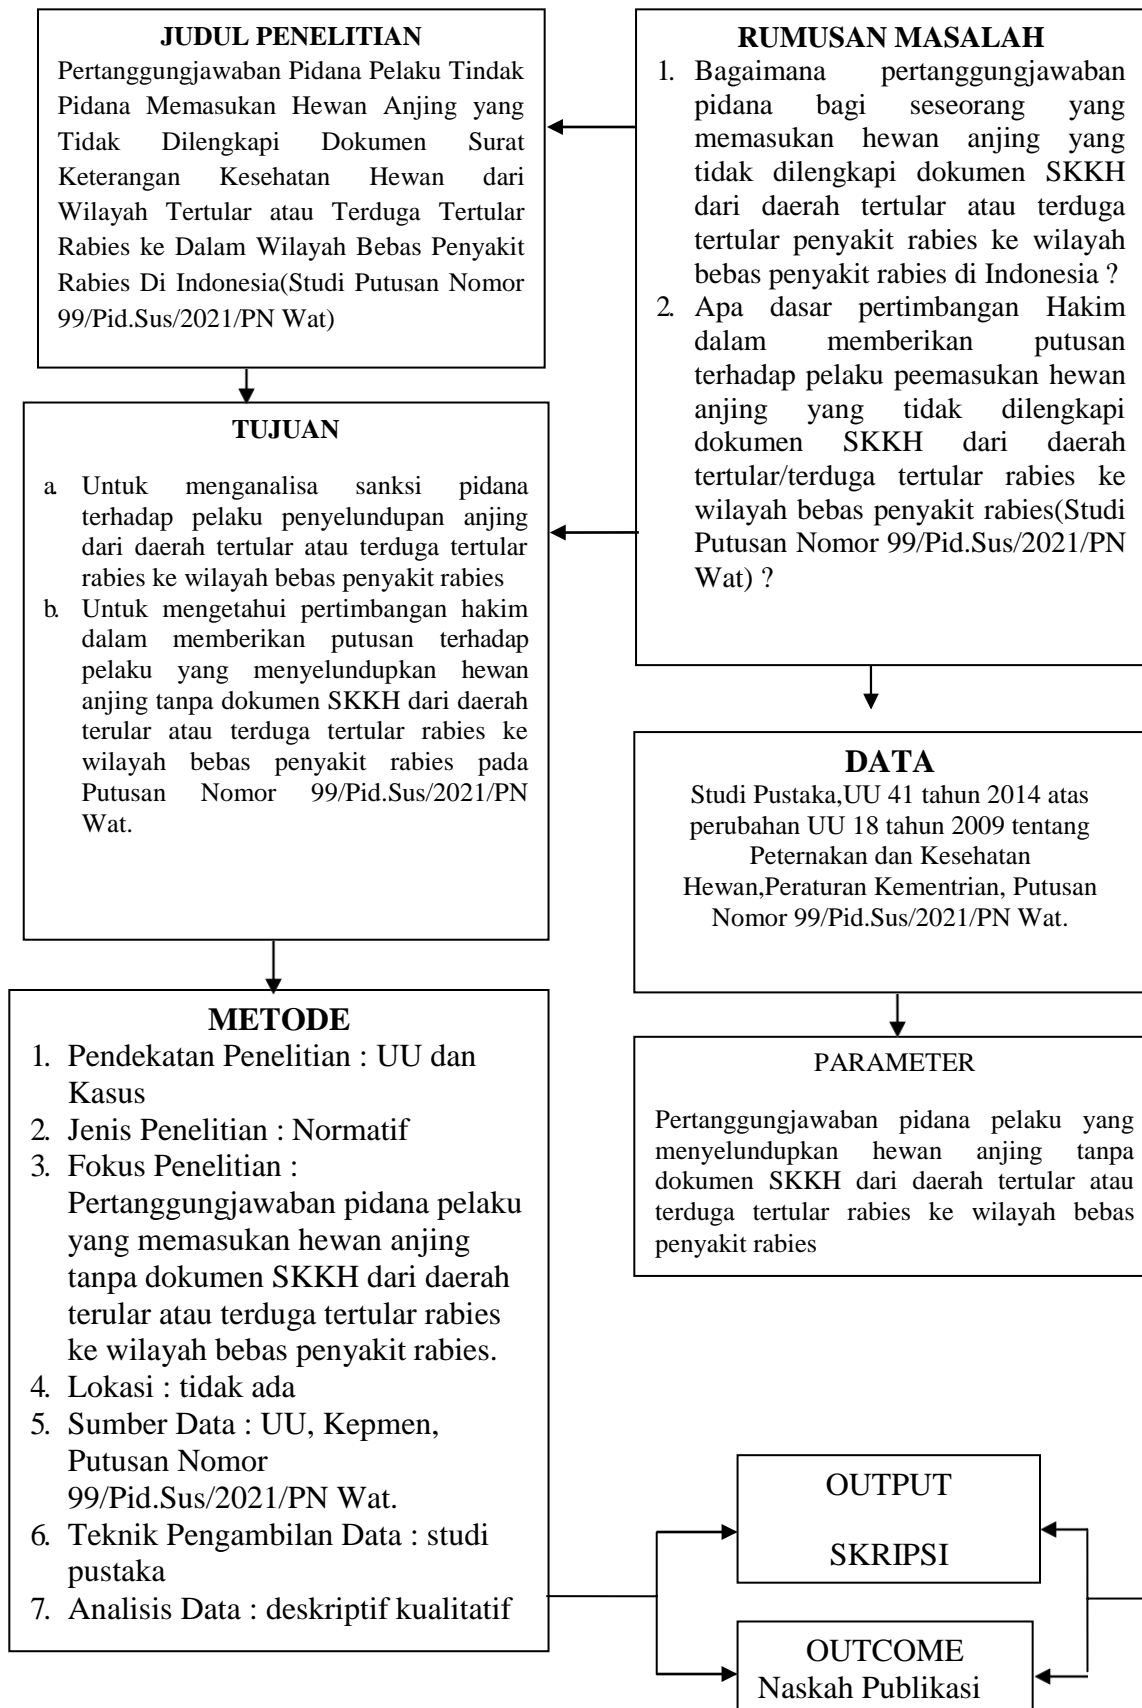 JUDUL PENELITIAN
Pertanggungjawaban Pidana Pelaku Tindak
Pidana Memasukan Hewan Anjing yang
Tidak Dilengkapi Dokumen Surat
Keterangan Kesehatan Hewan dari
Wilayah Tertular atau Terduga Tertular
Rabies ke Dalam Wilayah Bebas Penyakit
Rabies Di Indonesia(Studi Putusan Nomor
99/Pid.Sus/2021/PN Wat)
RUMUSAN MASALAH
1. Bagaimana pertanggungjawaban
pidana bagi seseorang yang
memasukan hewan anjing yang
tidak dilengkapi dokumen SKKH
dari daerah tertular atau terduga
tertular penyakit rabies ke wilayah
bebas penyakit rabies di Indonesia ?
2. Apa dasar pertimbangan Hakim
dalam memberikan putusan
terhadap pelaku peemasukan hewan
anjing yang tidak dilengkapi
dokumen SKKH dari daerah
tertular/terduga tertular rabies ke
wilayah bebas penyakit rabies(Studi
Putusan Nomor 99/Pid.Sus/2021/PN
Wat) ?
TUJUAN
a. Untuk menganalisa sanksi pidana
terhadap pelaku penyelundupan anjing
dari daerah tertular atau terduga tertular
rabies ke wilayah bebas penyakit rabies
b. Untuk mengetahui pertimbangan hakim
dalam memberikan putusan terhadap
pelaku yang menyelundupkan hewan
anjing tanpa dokumen SKKH dari daerah
terular atau terduga tertular rabies ke
wilayah bebas penyakit rabies pada
Putusan Nomor 99/Pid.Sus/2021/PN
Wat.
DATA
Studi Pustaka,UU 41 tahun 2014 atas
perubahan UU 18 tahun 2009 tentang
Peternakan dan Kesehatan
Hewan,Peraturan Kementrian, Putusan
Nomor 99/Pid.Sus/2021/PN Wat.
METODE
1. Pendekatan Penelitian : UU dan
Kasus
2. Jenis Penelitian : Normatif
3. Fokus Penelitian :
Pertanggungjawaban pidana pelaku
yang memasukan hewan anjing
tanpa dokumen SKKH dari daerah
terular atau terduga tertular rabies
ke wilayah bebas penyakit rabies.
4. Lokasi : tidak ada
5. Sumber Data : UU, Kepmen,
Putusan Nomor
99/Pid.Sus/2021/PN Wat.
6. Teknik Pengambilan Data : studi
pustaka
7. Analisis Data : deskriptif kualitatif
PARAMETER
Pertanggungjawaban pidana pelaku yang
menyelundupkan hewan anjing tanpa
dokumen SKKH dari daerah tertular atau
terduga tertular rabies ke wilayah bebas
penyakit rabies
OUTPUT
SKRIPSI
OUTCOME
Naskah Publikasi